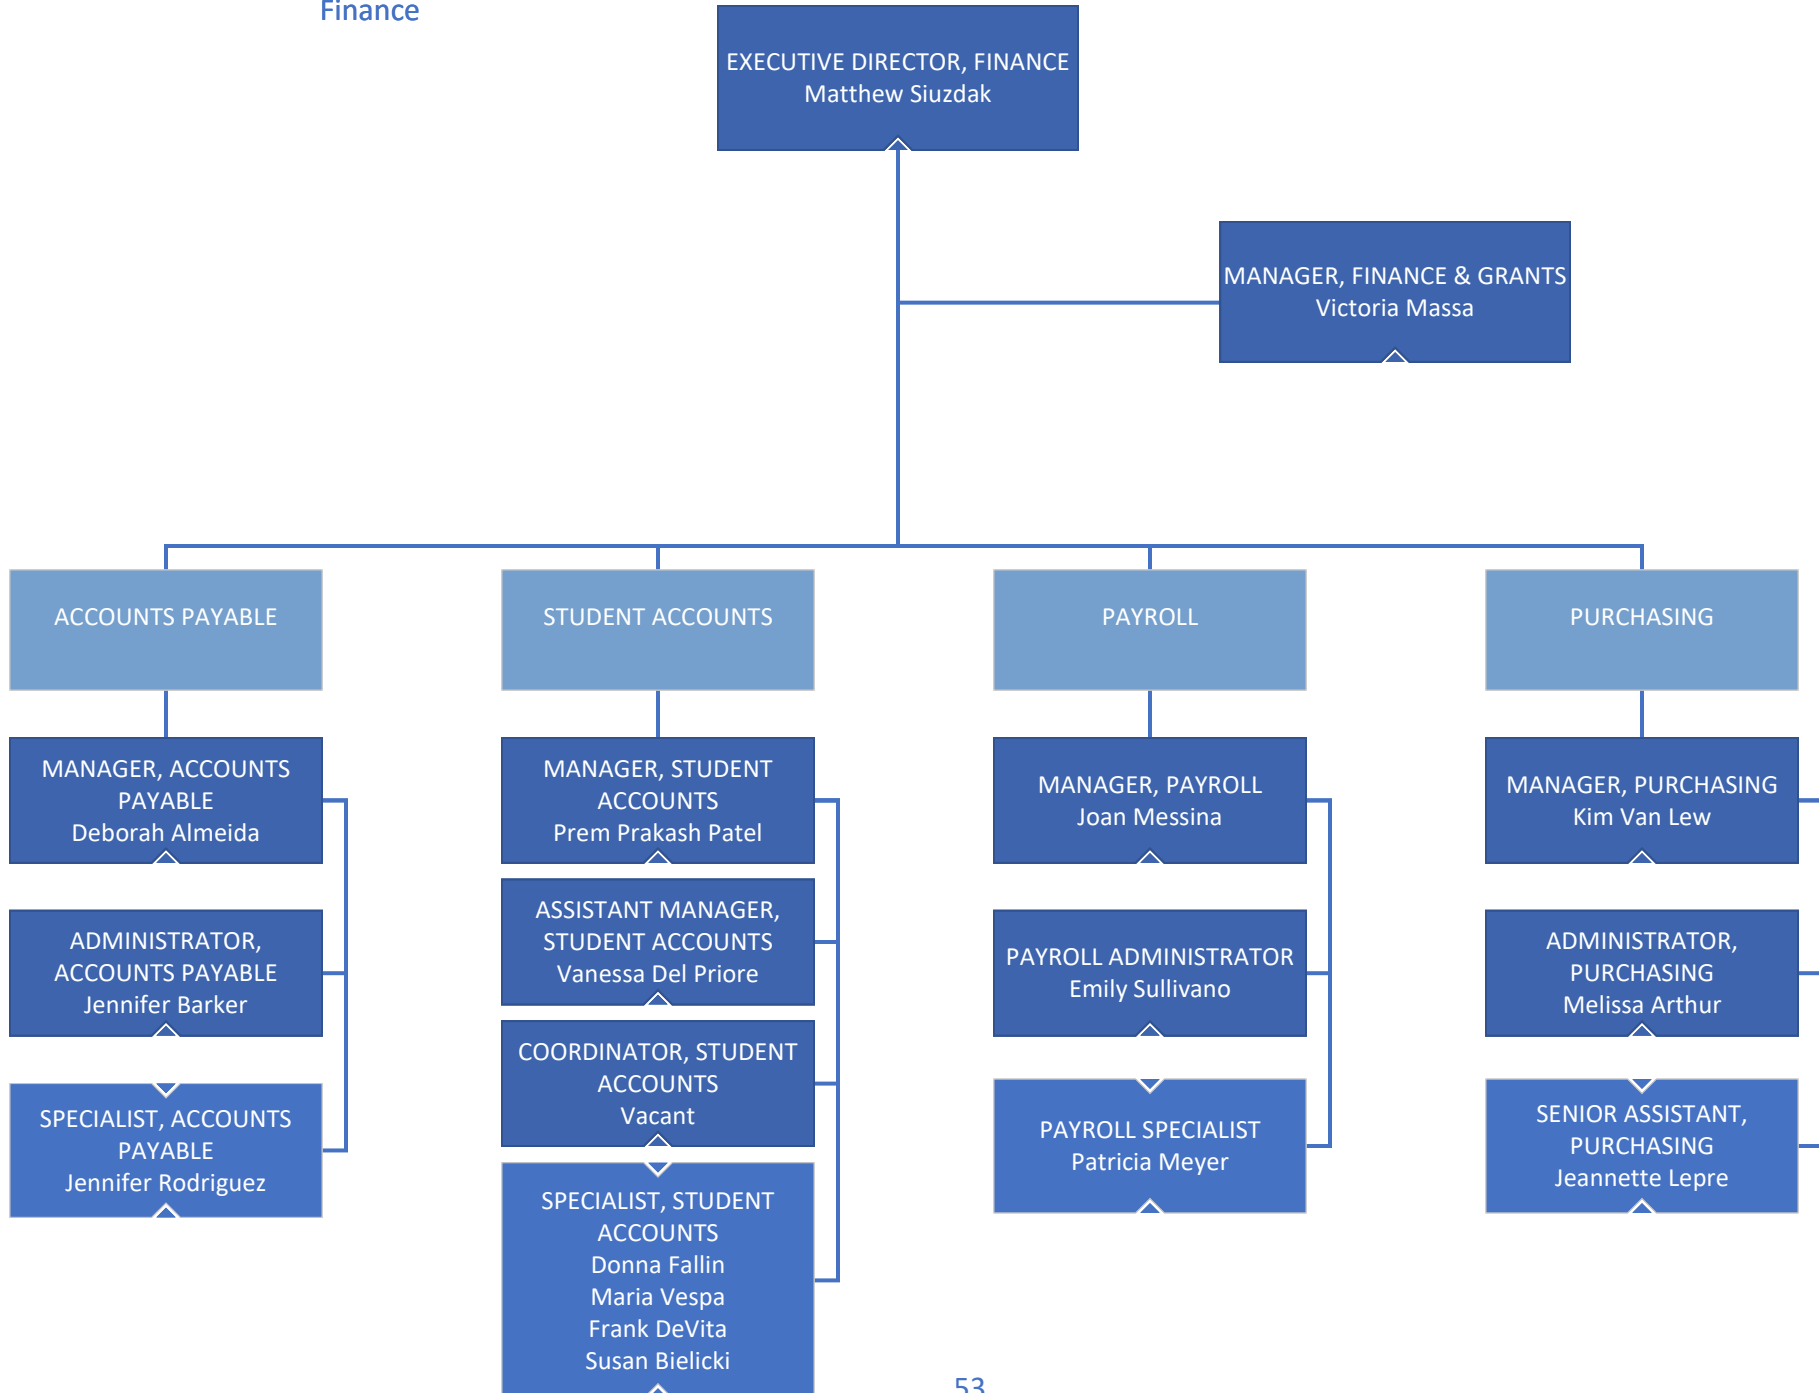 Finance
EXECUTIVE DIRECTOR, FINANCE
Matthew Siuzdak
MANAGER, FINANCE & GRANTS
Victoria Massa
ACCOUNTS PAYABLE
MANAGER, ACCOUNTS
PAYABLE
Deborah Almeida
ADMINISTRATOR,
ACCOUNTS PAYABLE
Jennifer Barker
SPECIALIST, ACCOUNTS
PAYABLE
Jennifer Rodriguez
STUDENT ACCOUNTS
MANAGER, STUDENT
ACCOUNTS
Prem Prakash Patel
ASSISTANT MANAGER,
STUDENT ACCOUNTS
Vanessa Del Priore
COORDINATOR, STUDENT
ACCOUNTS
Vacant
SPECIALIST, STUDENT
ACCOUNTS
Donna Fallin
Maria Vespa
Frank DeVita
Susan Bielicki
PAYROLL
MANAGER, PAYROLL
Joan Messina
PAYROLL ADMINISTRATOR
Emily Sullivano
PAYROLL SPECIALIST
Patricia Meyer
PURCHASING
MANAGER, PURCHASING
Kim Van Lew
ADMINISTRATOR,
PURCHASING
Melissa Arthur
SENIOR ASSISTANT,
PURCHASING
Jeannette Lepre
53